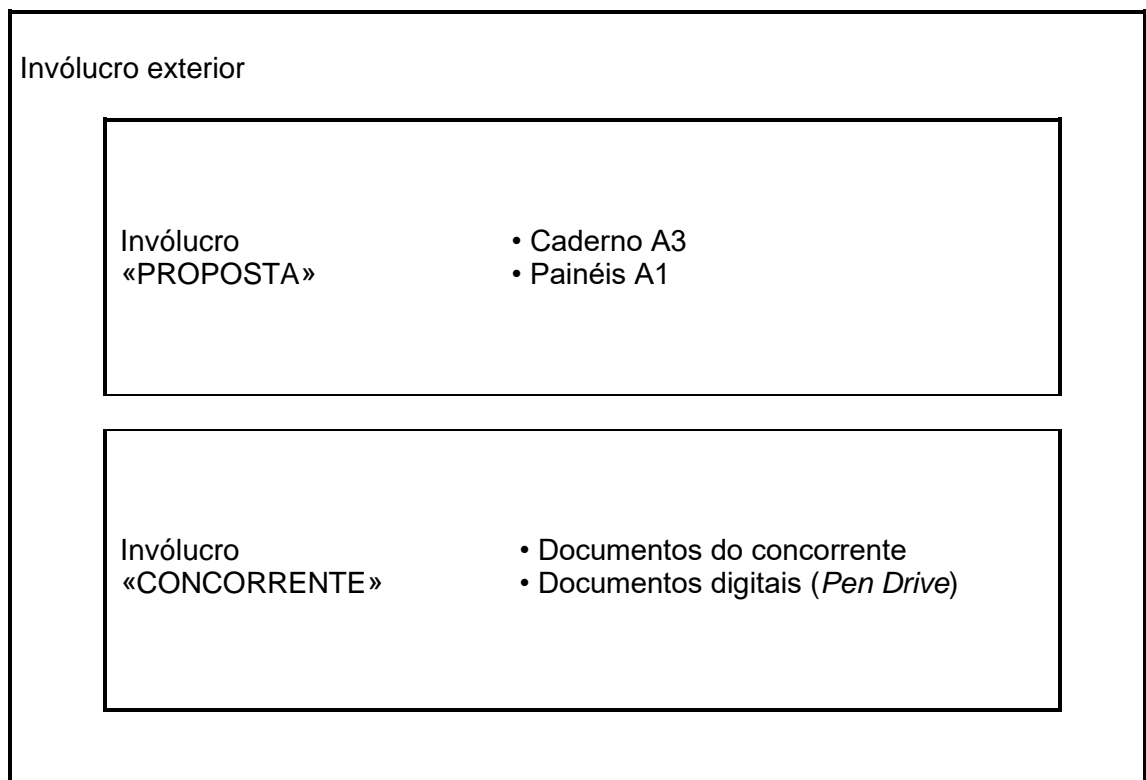 Invólucro exterior
Invólucro
«PROPOSTA»
• Caderno A3
• Painéis A1
Invólucro
«CONCORRENTE»
• Documentos do concorrente
• Documentos digitais (Pen Drive)